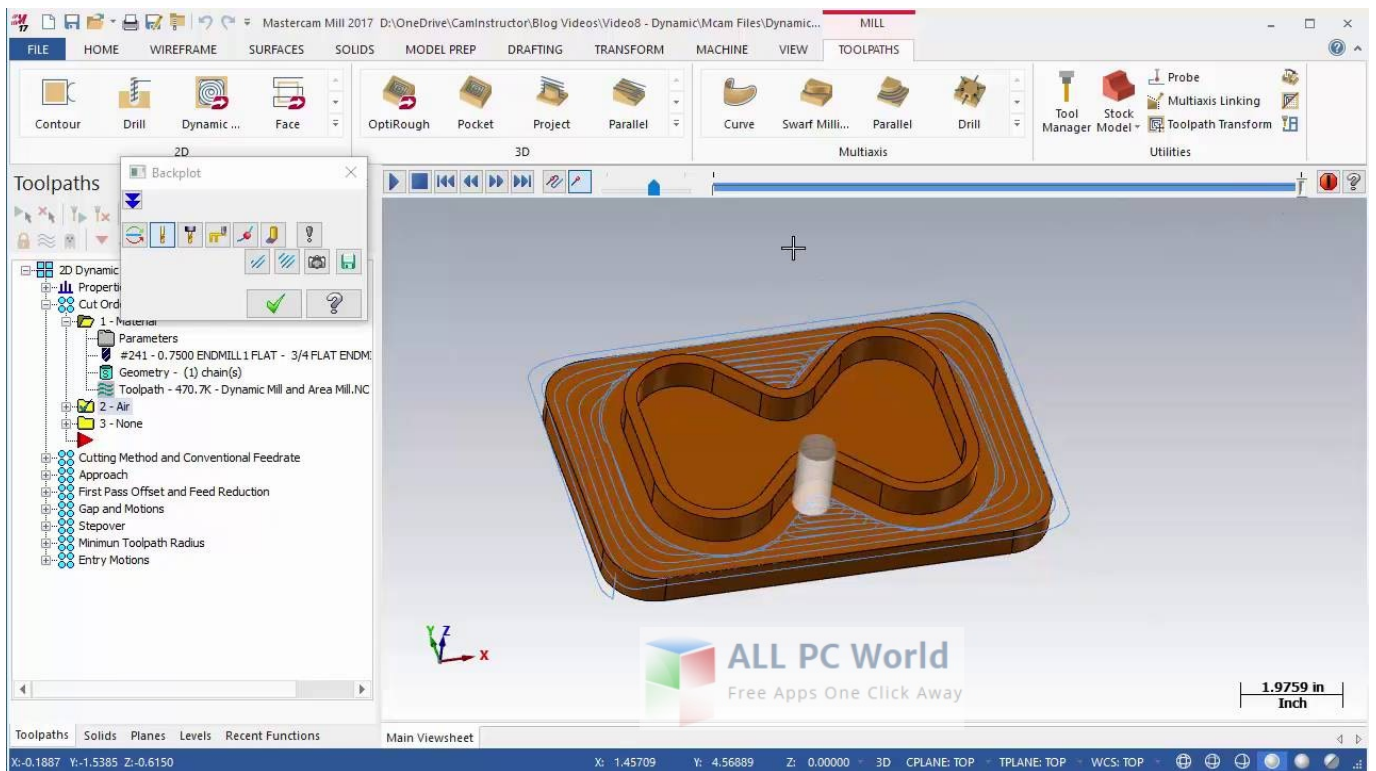 17
Mastercam Mill 2017 D:\OneDrive\CamInstructor\Blog Videos\Video8 - Dynamic\Mcam Files\Dynamic...
MILL
FILE HOME WIREFRAME SURFACES SOLIDS MODEL PREP DRAFTING TRANSFORM MACHINE VIEW TOOLPATHS
Contour Drill Dynamic ... Face
OptiRough Pocket Project Parallel
Curve Swarf Milli... Parallel Drill
Tool Manager
Stock Model
Probe
Multiaxis Linking
Toolpath Transform
2D 3D Multiaxis Utilities
Toolpaths
Backplot
2D Dynamic
Properti
Cut Ord
1 - Material
Parameters
#241 - 0.7500 ENDMILL1 FLAT - 3/4 FLAT ENDM
Geometry - (1) chain(s)
Toolpath - 470.7K - Dynamic Mill and Area Mill.NC
2 - Air
3 - None
Cutting Method and Conventional Feedrate
Approach
First Pass Offset and Feed Reduction
Gap and Motions
Stepover
Minimun Toolpath Radius
Entry Motions
Y Z
X
ALL PC World
Free Apps One Click Away
1.9759 in
Inch
Toolpaths Solids Planes Levels Recent Functions
Main Viewsheet
X:-0.1887 Y:-1.5385 Z:-0.6150
X: 1.45709 Y: 4.56889 Z: 0.00000 3D CPLANE: TOP TPLANE: TOP WCS: TOP